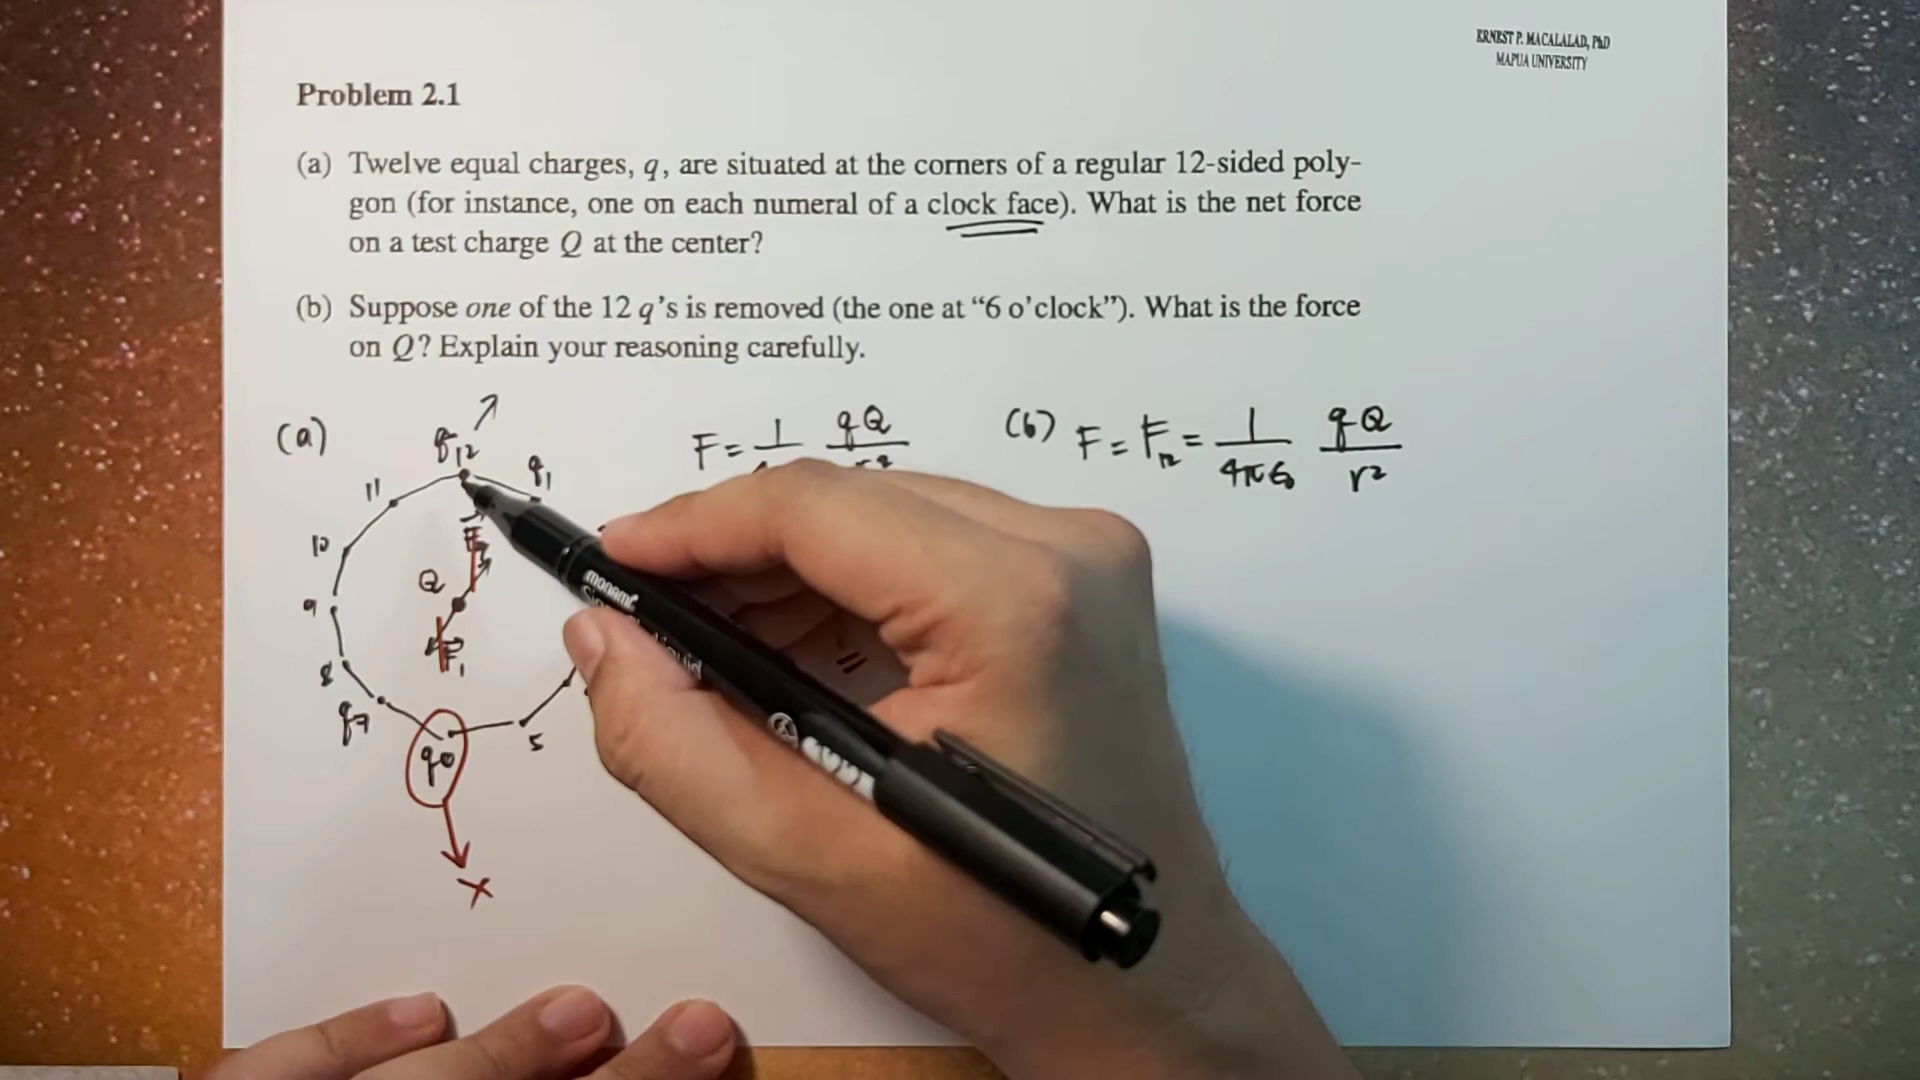 ERNEST P. MACALALAD, PhD
MAPUA UNIVERSITY
Problem 2.1
(a) Twelve equal charges, q, are situated at the corners of a regular 12-sided poly-
gon (for instance, one on each numeral of a clock face). What is the net force
on a test charge Q at the center?
(b) Suppose one of the 12 q's is removed (the one at “6 o'clock”). What is the force
on Q? Explain your reasoning carefully.
(a)
q12
q1
11
10
9
8
q7
5
Q
F1
F = 1 qQ
=
(b) F = F12 = 1/4πε0 qQ/r²
x
monami